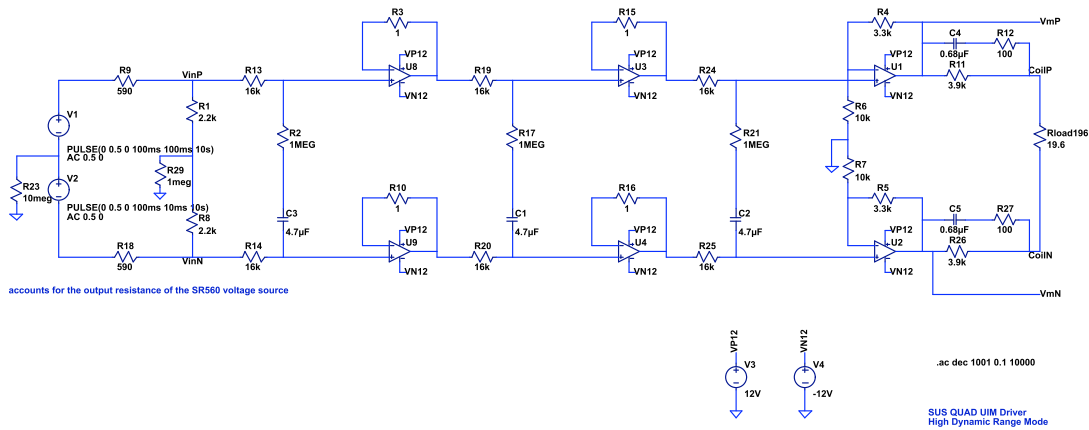 R3
1
R15
1
R4
3.3k
VmP
C4
0.68µF
R12
100
VP12
U8
VN12
VP12
U3
VN12
VP12
U1
VN12
R11
3.9k
CoilP
R9
590
VinP
R13
16k
R19
16k
R24
16k
R1
2.2k
R6
10k
V1
R2
1MEG
R17
1MEG
R21
1MEG
Rload196
19.6
PULSE(0 0.5 0 100ms 100ms 10s)
AC 0.5 0
R29
1meg
R7
10k
R23
10meg
V2
PULSE(0 0.5 0 100ms 10ms 10s)
AC 0.5 0
R8
2.2k
C3
4.7µF
R10
1
C1
4.7µF
R16
1
C2
4.7µF
R5
3.3k
C5
0.68µF
R27
100
VP12
U9
VN12
VP12
U4
VN12
VP12
U2
VN12
R26
3.9k
CoilN
R18
590
VinN
R14
16k
R20
16k
R25
16k
accounts for the output resistance of the SR560 voltage source
VmN
VP12
V3
12V
VN12
V4
-12V
.ac dec 1001 0.1 10000
SUS QUAD UIM Driver
High Dynamic Range Mode